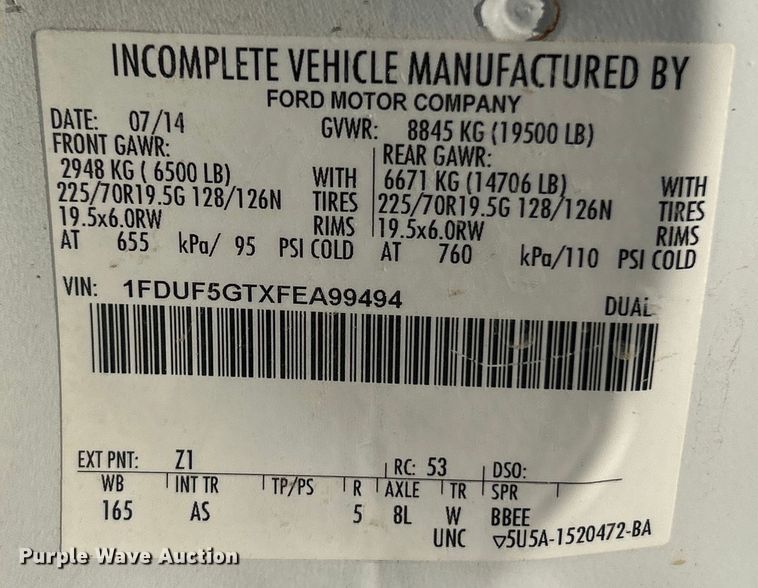 INCOMPLETE VEHICLE MANUFACTURED BY
FORD MOTOR COMPANY
DATE: 07/14 GVWR: 8845 KG (19500 LB)
FRONT GAWR: REAR GAWR:
2948 KG ( 6500 LB) WITH 6671 KG (14706 LB) WITH
225/70R19.5G 128/126N TIRES 225/70R19.5G 128/126N TIRES
19.5x6.0RW RIMS 19.5x6.0RW RIMS
AT 655 kPa/ 95 PSI COLD AT 760 kPa/110 PSI COLD
VIN: 1FDUF5GTXFEA99494 DUAL
EXT PNT: Z1 RC: 53 DSO:
WB INT TR TP/PS R AXLE TR SPR
165 AS 5 8L W BBEE
UNC ▽5U5A-1520472-BA
Purple Wave Auction